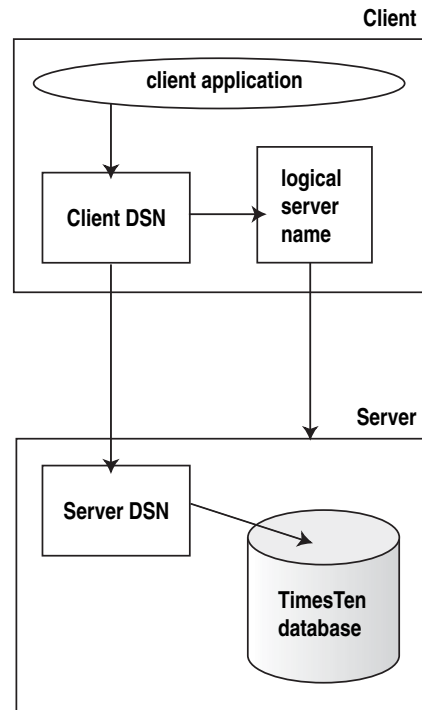 Client
client application
Client DSN
logical
server
name
Server
Server DSN
TimesTen
database